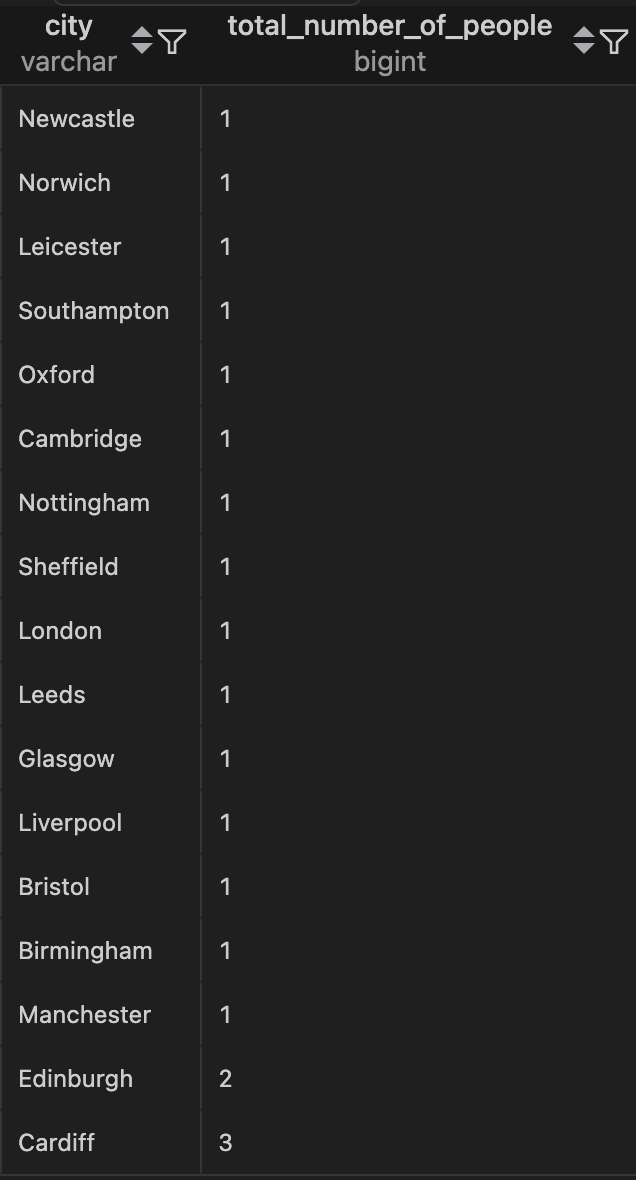 city total_number_of_people
varchar bigint
Newcastle 1
Norwich 1
Leicester 1
Southampton 1
Oxford 1
Cambridge 1
Nottingham 1
Sheffield 1
London 1
Leeds 1
Glasgow 1
Liverpool 1
Bristol 1
Birmingham 1
Manchester 1
Edinburgh 2
Cardiff 3